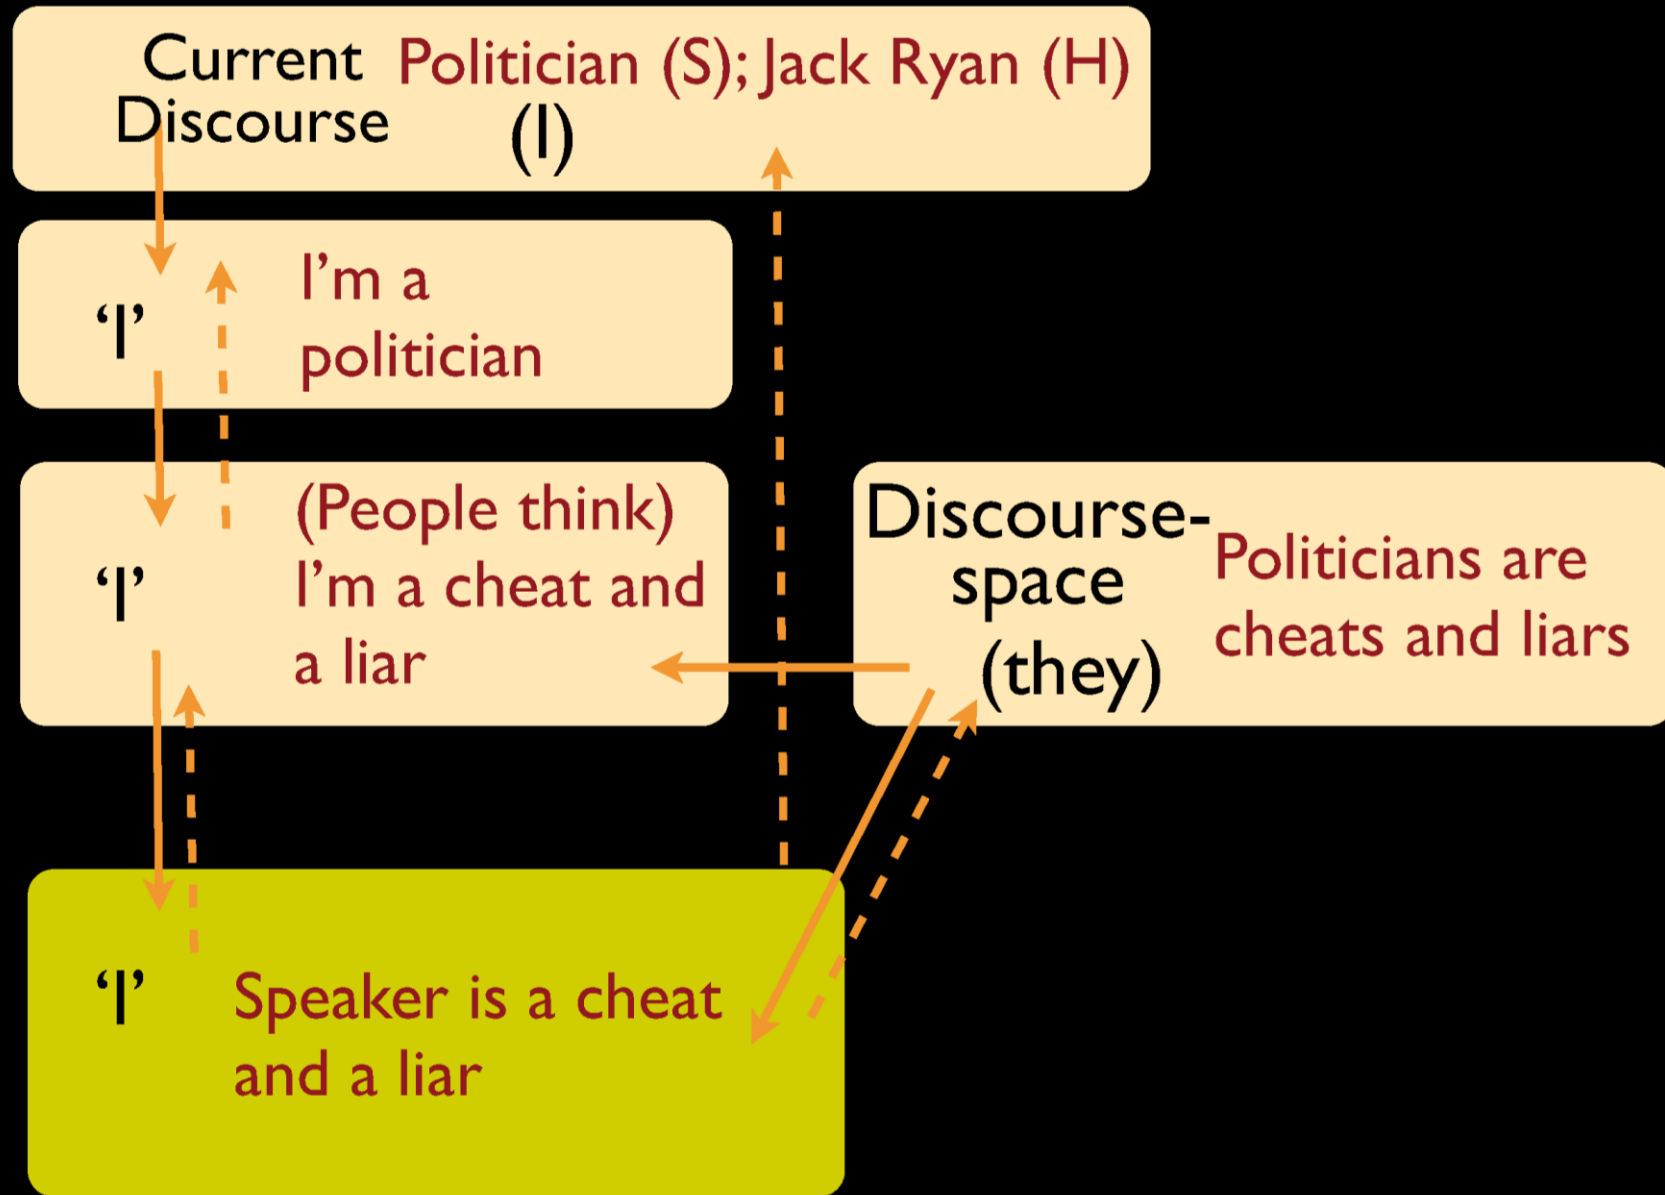 Current
Discourse
Politician (S); Jack Ryan (H)
(I)
‘I’
I’m a
politician
‘I’
(People think)
I’m a cheat and
a liar
Discourse-
space
(they)
Politicians are
cheats and liars
‘I’
Speaker is a cheat
and a liar